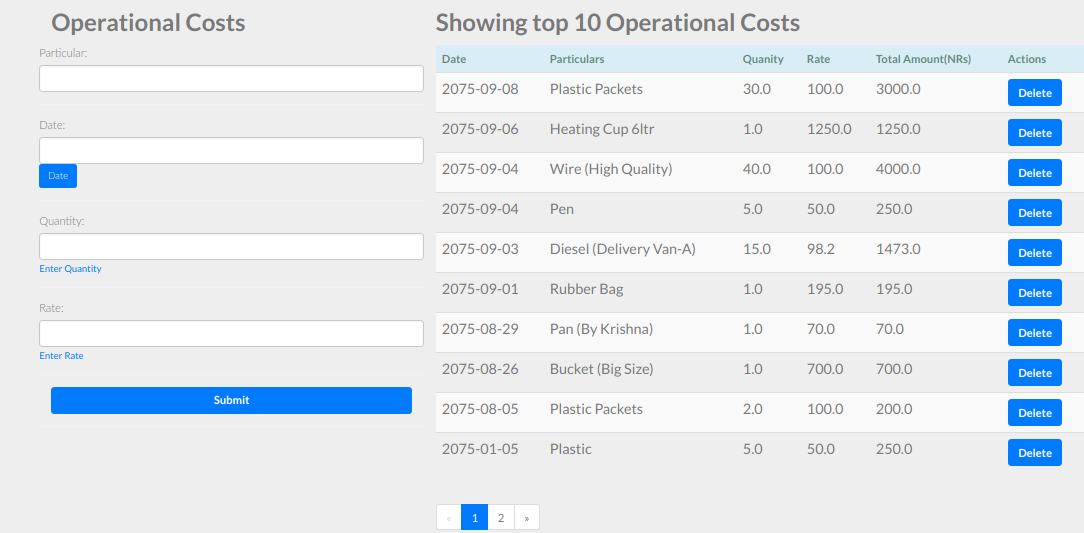 Operational Costs
Particular:
Date:
Date
Quantity:
Enter Quantity
Rate:
Enter Rate
Submit
Showing top 10 Operational Costs
Date Particulars Quanity Rate Total Amount(NRs) Actions
2075-09-08 Plastic Packets 30.0 100.0 3000.0 Delete
2075-09-06 Heating Cup 6ltr 1.0 1250.0 1250.0 Delete
2075-09-04 Wire (High Quality) 40.0 100.0 4000.0 Delete
2075-09-04 Pen 5.0 50.0 250.0 Delete
2075-09-03 Diesel (Delivery Van-A) 15.0 98.2 1473.0 Delete
2075-09-01 Rubber Bag 1.0 195.0 195.0 Delete
2075-08-29 Pan (By Krishna) 1.0 70.0 70.0 Delete
2075-08-26 Bucket (Big Size) 1.0 700.0 700.0 Delete
2075-08-05 Plastic Packets 2.0 100.0 200.0 Delete
2075-01-05 Plastic 5.0 50.0 250.0 Delete
« 1 2 »